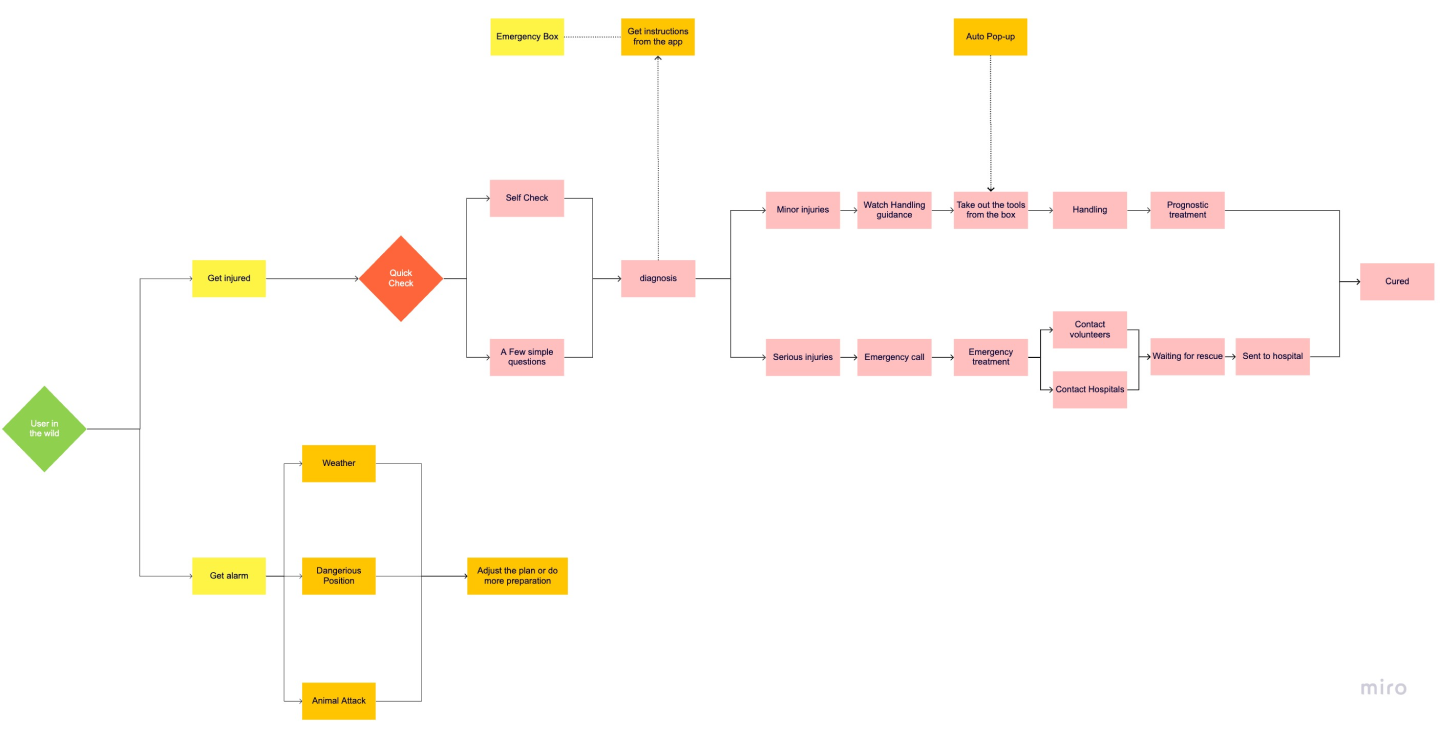 Emergency Box
Get instructions
from the app
Auto Pop-up
Self Check
Minor injuries
Watch Handling
guidance
Take out the tools
from the box
Handling
Prognostic
treatment
Get injured
Quick
Check
diagnosis
Cured
A Few simple
questions
Serious injuries
Emergency call
Emergency
treatment
Contact
volunteers
Contact Hospitals
Waiting for rescue
Sent to hospital
User in
the wild
Weather
Get alarm
Dangerous
Position
Adjust the plan or do
more preparation
Animal Attack
miro